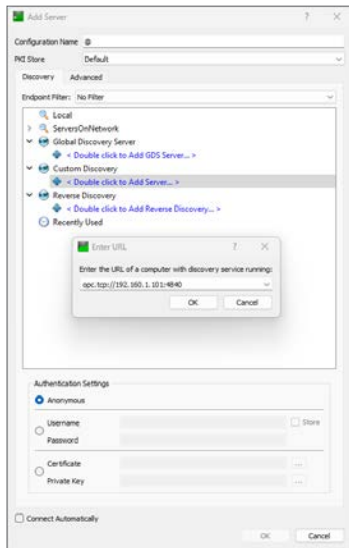 Add Server
Configuration Name
PKI Store Default
Discovery Advanced
Endpoint Filter: No Filter
Local
ServersOnNetwork
Global Discovery Server
< Double click to Add GDS Server... >
Custom Discovery
< Double click to Add Server... >
Reverse Discovery
< Double click to Add Reverse Discovery... >
Recently Used
Enter URL
Enter the URL of a computer with discovery service running:
opc.tcp://192.160.1.101:4840
OK Cancel
Authentication Settings
Anonymous
Username Store
Password
Certificate ...
Private Key ...
Connect Automatically
OK Cancel